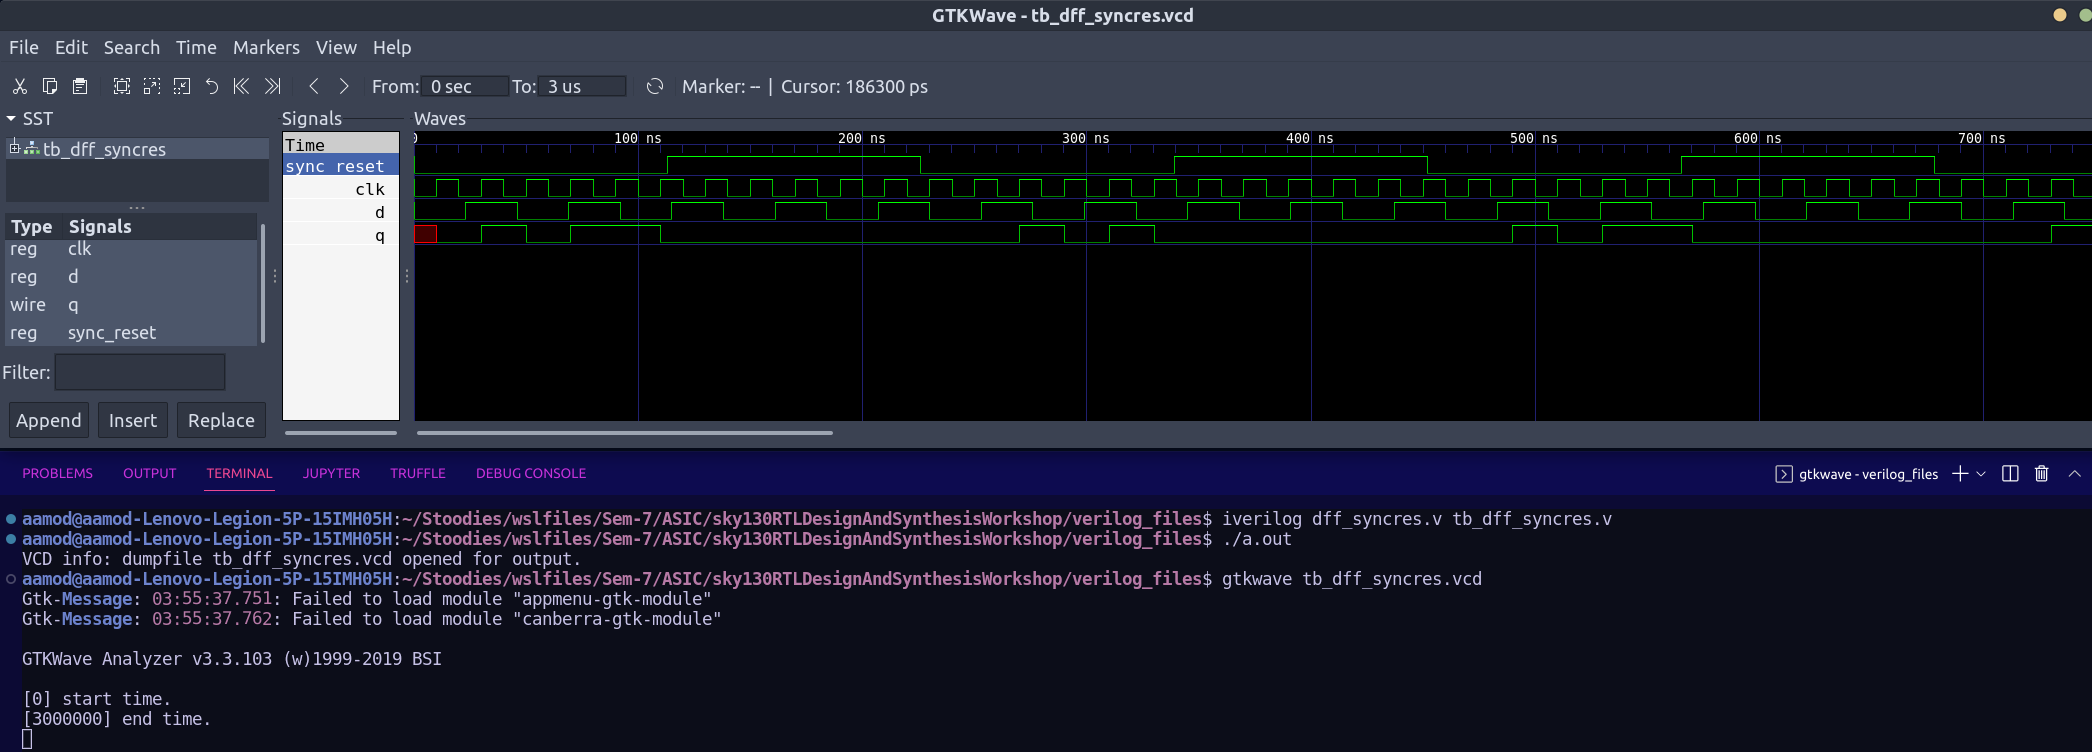 GTKWave - tb_dff_syncres.vcd
File Edit Search Time Markers View Help
From: 0 sec To: 3 us Marker: -- | Cursor: 186300 ps
SST
tb_dff_syncres
Type Signals
reg clk
reg d
wire q
reg sync_reset
Filter:
Append Insert Replace
Signals
Time
sync_reset
clk
d
q
Waves
0 100 ns 200 ns 300 ns 400 ns 500 ns 600 ns 700 ns
PROBLEMS OUTPUT TERMINAL JUPYTER TRUFFLE DEBUG CONSOLE gtkwave - verilog_files
aamod@aamod-Lenovo-Legion-5P-15IMH05H:~/Stoodies/wslfiles/Sem-7/ASIC/sky130RTLDesignAndSynthesisWorkshop/verilog_files$ iverilog dff_syncres.v tb_dff_syncres.v
aamod@aamod-Lenovo-Legion-5P-15IMH05H:~/Stoodies/wslfiles/Sem-7/ASIC/sky130RTLDesignAndSynthesisWorkshop/verilog_files$ ./a.out
VCD info: dumpfile tb_dff_syncres.vcd opened for output.
aamod@aamod-Lenovo-Legion-5P-15IMH05H:~/Stoodies/wslfiles/Sem-7/ASIC/sky130RTLDesignAndSynthesisWorkshop/verilog_files$ gtkwave tb_dff_syncres.vcd
Gtk-Message: 03:55:37.751: Failed to load module "appmenu-gtk-module"
Gtk-Message: 03:55:37.762: Failed to load module "canberra-gtk-module"
GTKWave Analyzer v3.3.103 (w)1999-2019 BSI
[0] start time.
[3000000] end time.